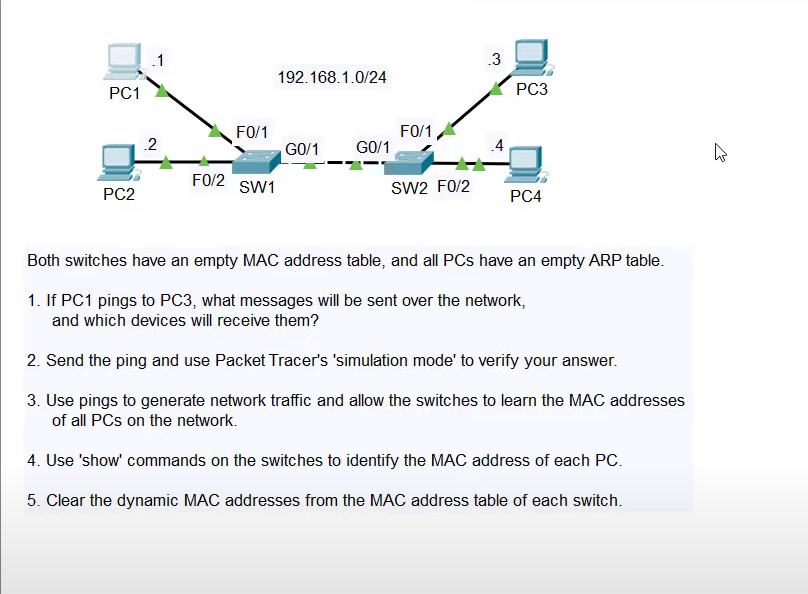 .1
.3
192.168.1.0/24
PC1
PC3
F0/1
F0/1
.2
G0/1
G0/1
.4
F0/2
SW1
SW2
F0/2
PC2
PC4
Both switches have an empty MAC address table, and all PCs have an empty ARP table.
1. If PC1 pings to PC3, what messages will be sent over the network,
and which devices will receive them?
2. Send the ping and use Packet Tracer's 'simulation mode' to verify your answer.
3. Use pings to generate network traffic and allow the switches to learn the MAC addresses
of all PCs on the network.
4. Use 'show' commands on the switches to identify the MAC address of each PC.
5. Clear the dynamic MAC addresses from the MAC address table of each switch.